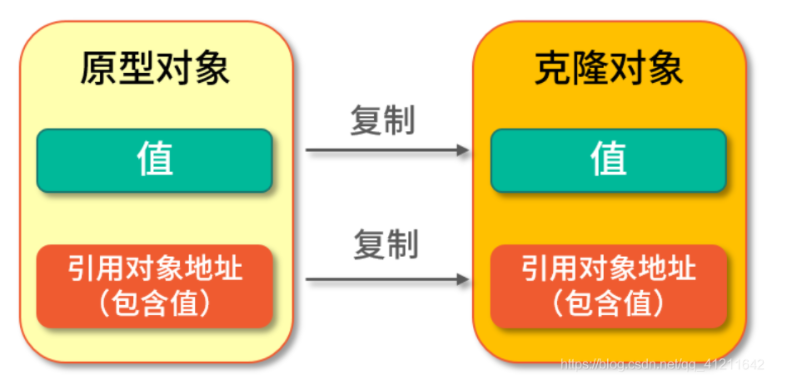 原型对象
克隆对象
复制
值
值
复制
引用对象地址
（包含值）
引用对象地址
（包含值）
https://blog.csdn.net/qq_41211642